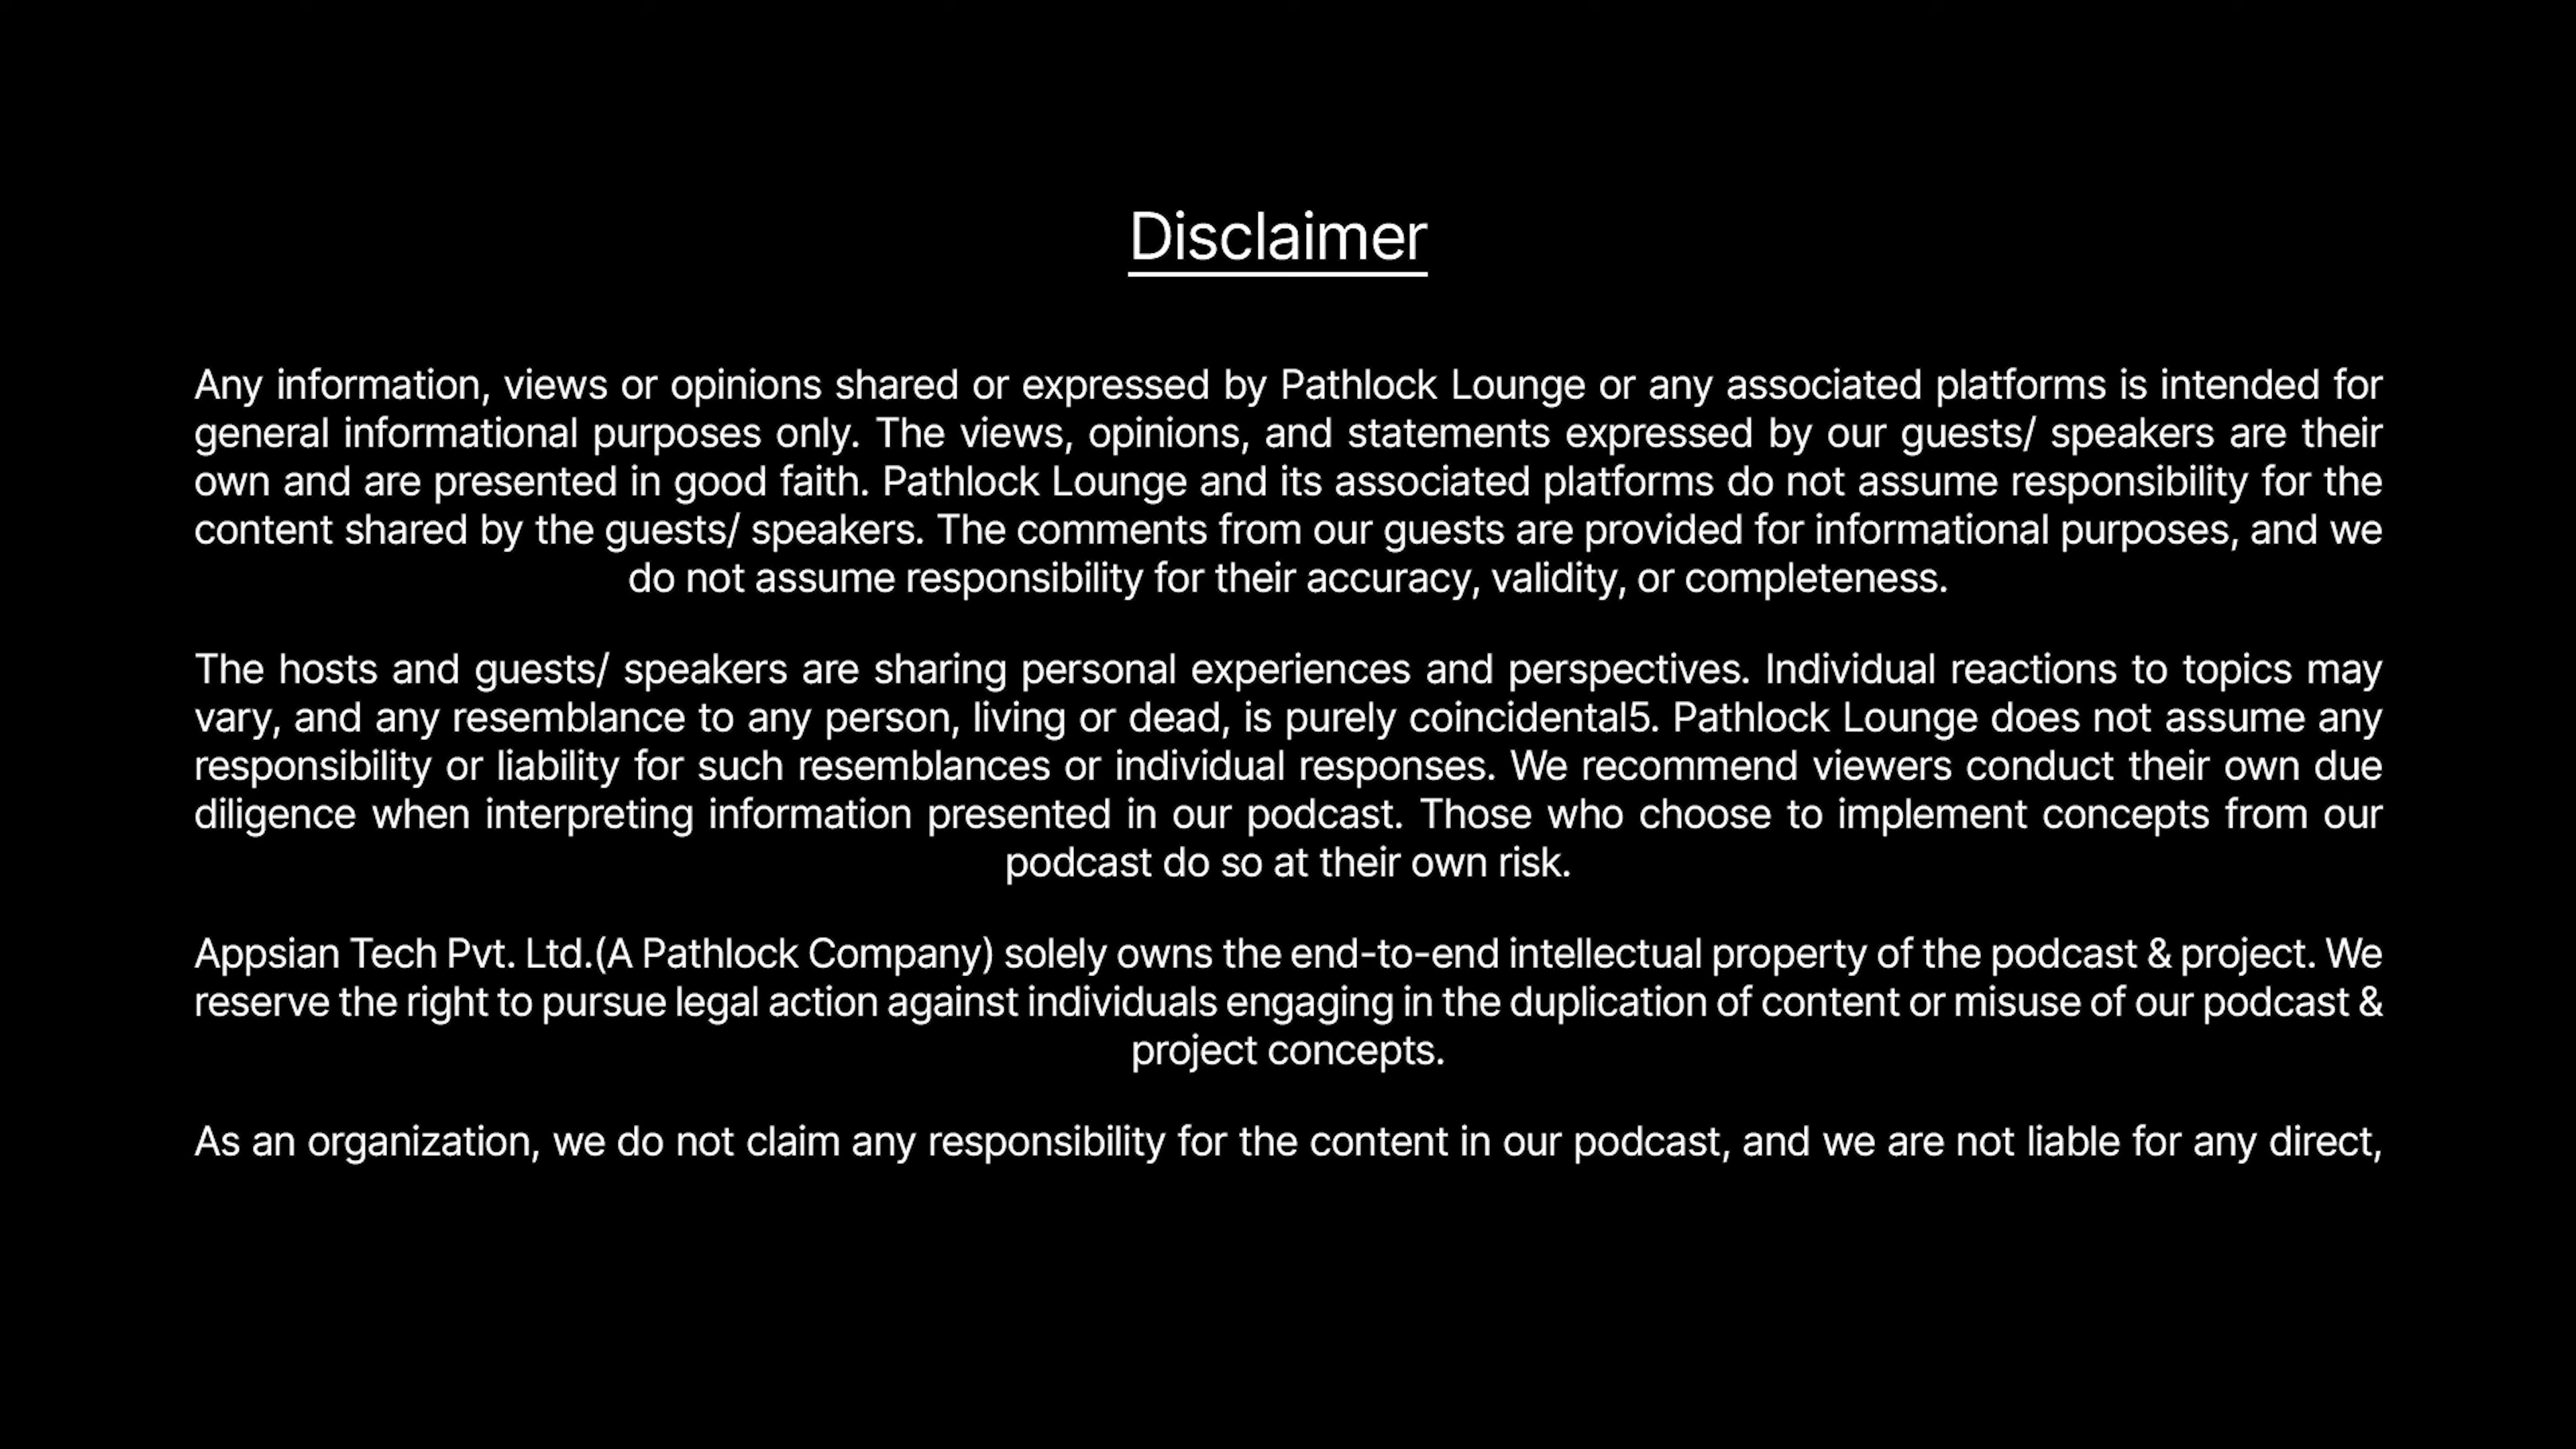 Disclaimer
Any information, views or opinions shared or expressed by Pathlock Lounge or any associated platforms is intended for
general informational purposes only. The views, opinions, and statements expressed by our guests/ speakers are their
own and are presented in good faith. Pathlock Lounge and its associated platforms do not assume responsibility for the
content shared by the guests/ speakers. The comments from our guests are provided for informational purposes, and we
do not assume responsibility for their accuracy, validity, or completeness.
The hosts and guests/ speakers are sharing personal experiences and perspectives. Individual reactions to topics may
vary, and any resemblance to any person, living or dead, is purely coincidental5. Pathlock Lounge does not assume any
responsibility or liability for such resemblances or individual responses. We recommend viewers conduct their own due
diligence when interpreting information presented in our podcast. Those who choose to implement concepts from our
podcast do so at their own risk.
Appsian Tech Pvt. Ltd.(A Pathlock Company) solely owns the end-to-end intellectual property of the podcast & project. We
reserve the right to pursue legal action against individuals engaging in the duplication of content or misuse of our podcast &
project concepts.
As an organization, we do not claim any responsibility for the content in our podcast, and we are not liable for any direct,